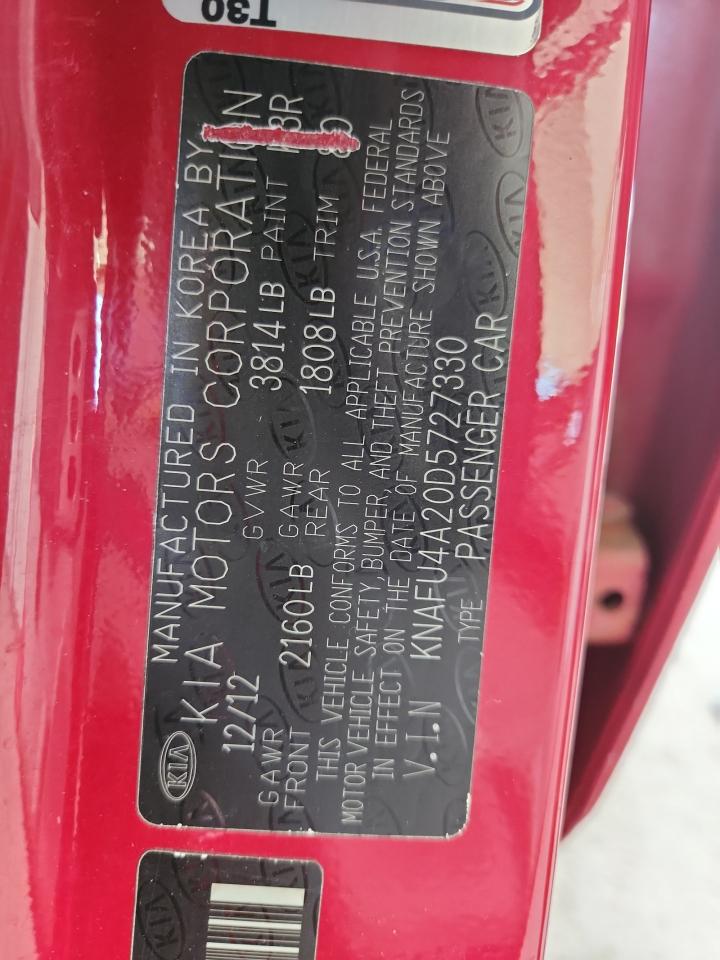 T30
MANUFACTURED IN KOREA BY
KIA KIA MOTORS CORPORATION
12/12 GVWR 3814LB PAINT
GAWR FRONT 2160LB GAWR REAR 1808LB TRIM
THIS VEHICLE CONFORMS TO ALL APPLICABLE U.S.A. FEDERAL
MOTOR VEHICLE SAFETY, BUMPER, AND THEFT PREVENTION STANDARDS
IN EFFECT ON THE DATE OF MANUFACTURE SHOWN ABOVE
V.I.N KNAFU4A20D5727330
TYPE PASSENGER CAR
KIA